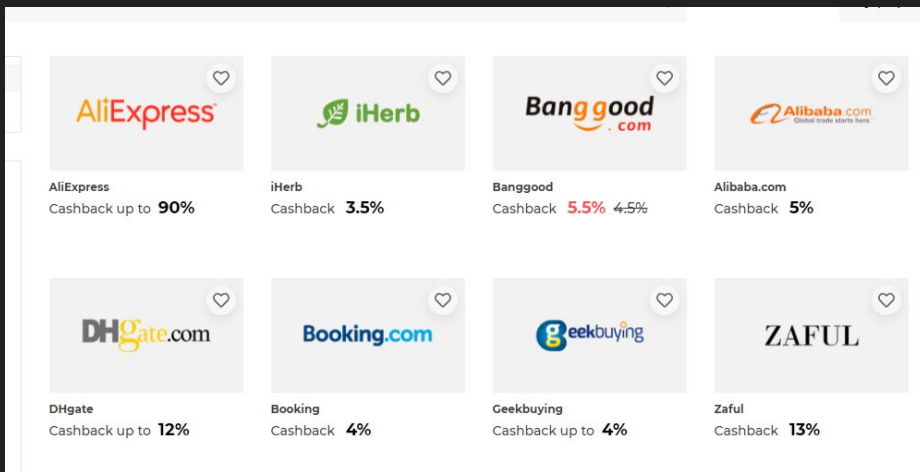 AliExpress
iHerb
Banggood
.com
Alibaba.com
Global trade starts here
AliExpress
Cashback up to 90%
iHerb
Cashback 3.5%
Banggood
Cashback 5.5% 4.5%
Alibaba.com
Cashback 5%
DHgate.com
Booking.com
geekbuying
ZAFUL
DHgate
Cashback up to 12%
Booking
Cashback 4%
Geekbuying
Cashback up to 4%
Zaful
Cashback 13%